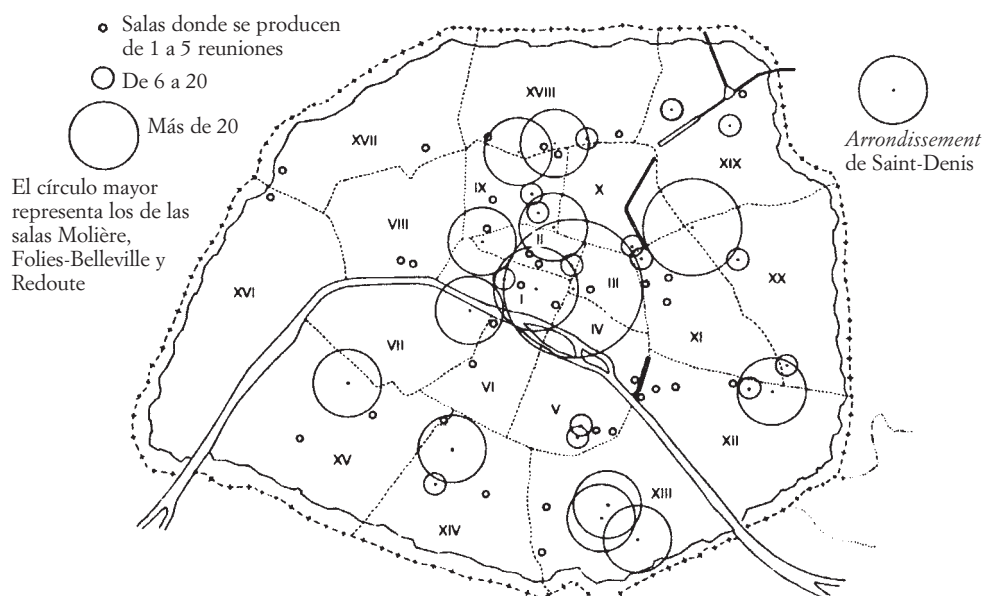 Salas donde se producen
de 1 a 5 reuniones
De 6 a 20
Más de 20
El círculo mayor
representa los de las
salas Molière,
Folies-Belleville y
Redoute
Arrondissement
de Saint-Denis
XVIII
XVII
XIX
IX
X
VIII
II
XVI
I
III
XX
IV
XI
VII
VI
V
XII
XV
XIII
XIV